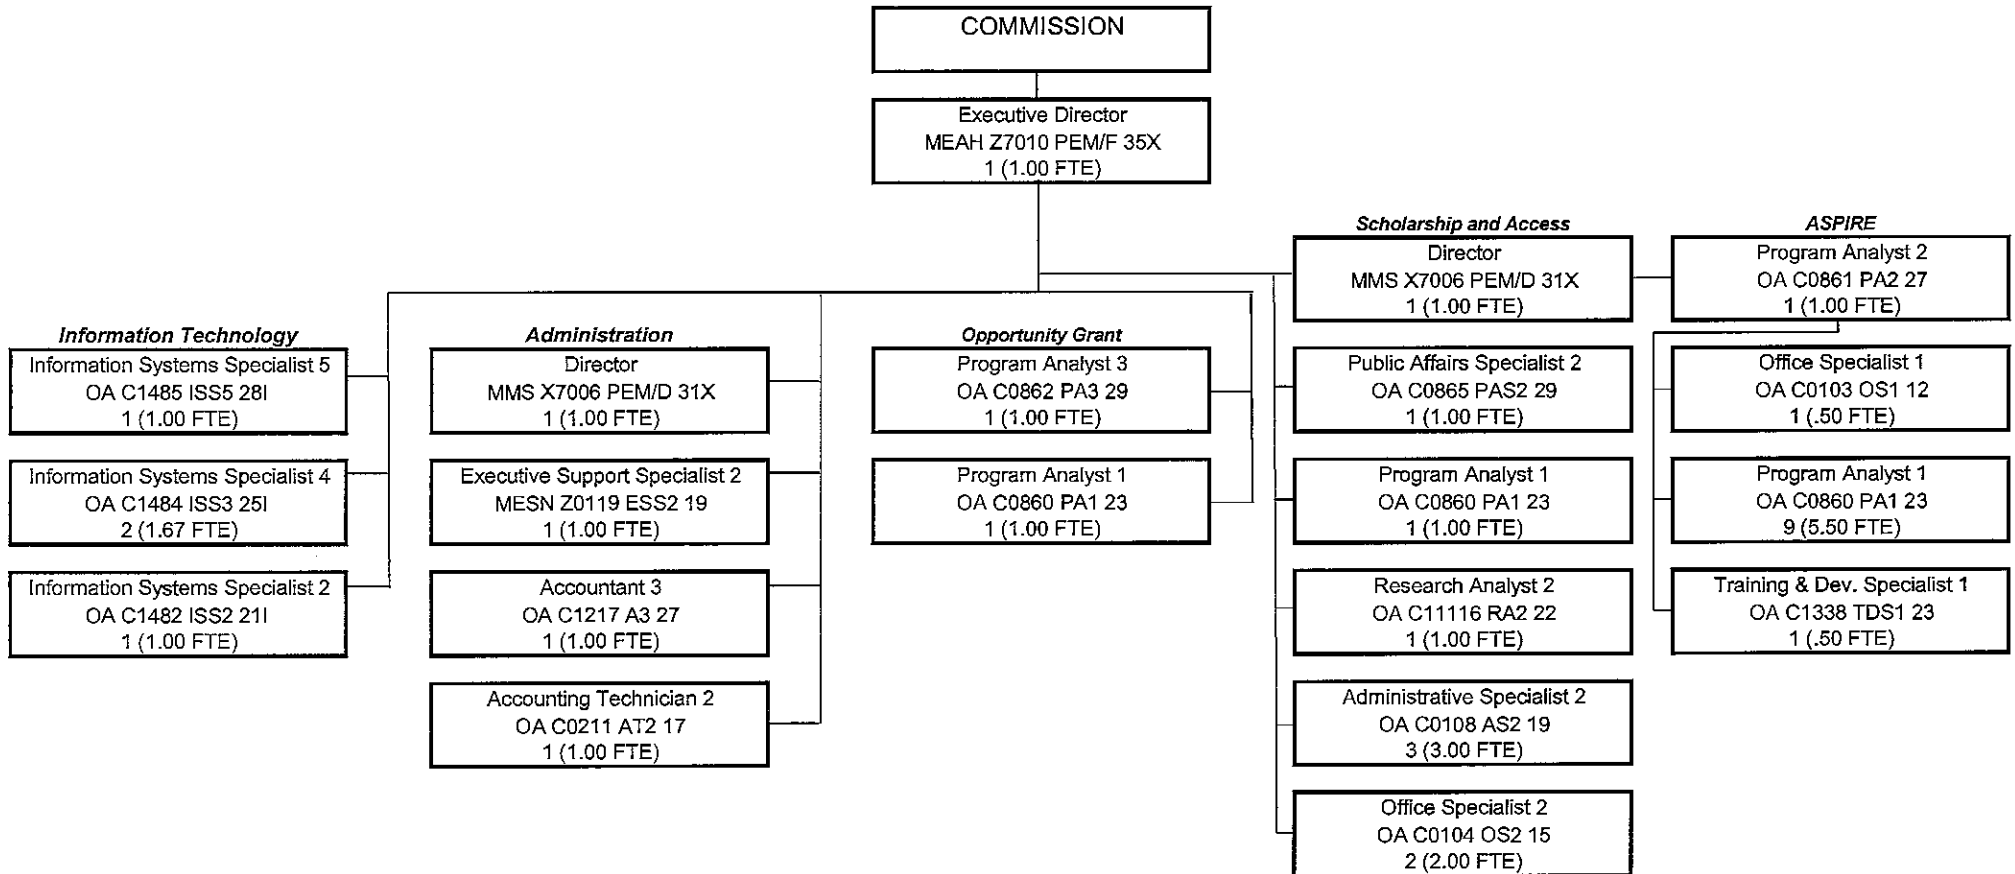 COMMISSION
Executive Director
MEAH Z7010 PEM/F 35X
1 (1.00 FTE)
Information Technology
Information Systems Specialist 5
OA C1485 ISS5 28I
1 (1.00 FTE)
Information Systems Specialist 4
OA C1484 ISS3 25I
2 (1.67 FTE)
Information Systems Specialist 2
OA C1482 ISS2 21I
1 (1.00 FTE)
Administration
Director
MMS X7006 PEM/D 31X
1 (1.00 FTE)
Executive Support Specialist 2
MESN Z0119 ESS2 19
1 (1.00 FTE)
Accountant 3
OA C1217 A3 27
1 (1.00 FTE)
Accounting Technician 2
OA C0211 AT2 17
1 (1.00 FTE)
Opportunity Grant
Program Analyst 3
OA C0862 PA3 29
1 (1.00 FTE)
Program Analyst 1
OA C0860 PA1 23
1 (1.00 FTE)
Scholarship and Access
Director
MMS X7006 PEM/D 31X
1 (1.00 FTE)
Public Affairs Specialist 2
OA C0865 PAS2 29
1 (1.00 FTE)
Program Analyst 1
OA C0860 PA1 23
1 (1.00 FTE)
Research Analyst 2
OA C11116 RA2 22
1 (1.00 FTE)
Administrative Specialist 2
OA C0108 AS2 19
3 (3.00 FTE)
Office Specialist 2
OA C0104 OS2 15
2 (2.00 FTE)
ASPIRE
Program Analyst 2
OA C0861 PA2 27
1 (1.00 FTE)
Office Specialist 1
OA C0103 OS1 12
1 (.50 FTE)
Program Analyst 1
OA C0860 PA1 23
9 (5.50 FTE)
Training & Dev. Specialist 1
OA C1338 TDS1 23
1 (.50 FTE)